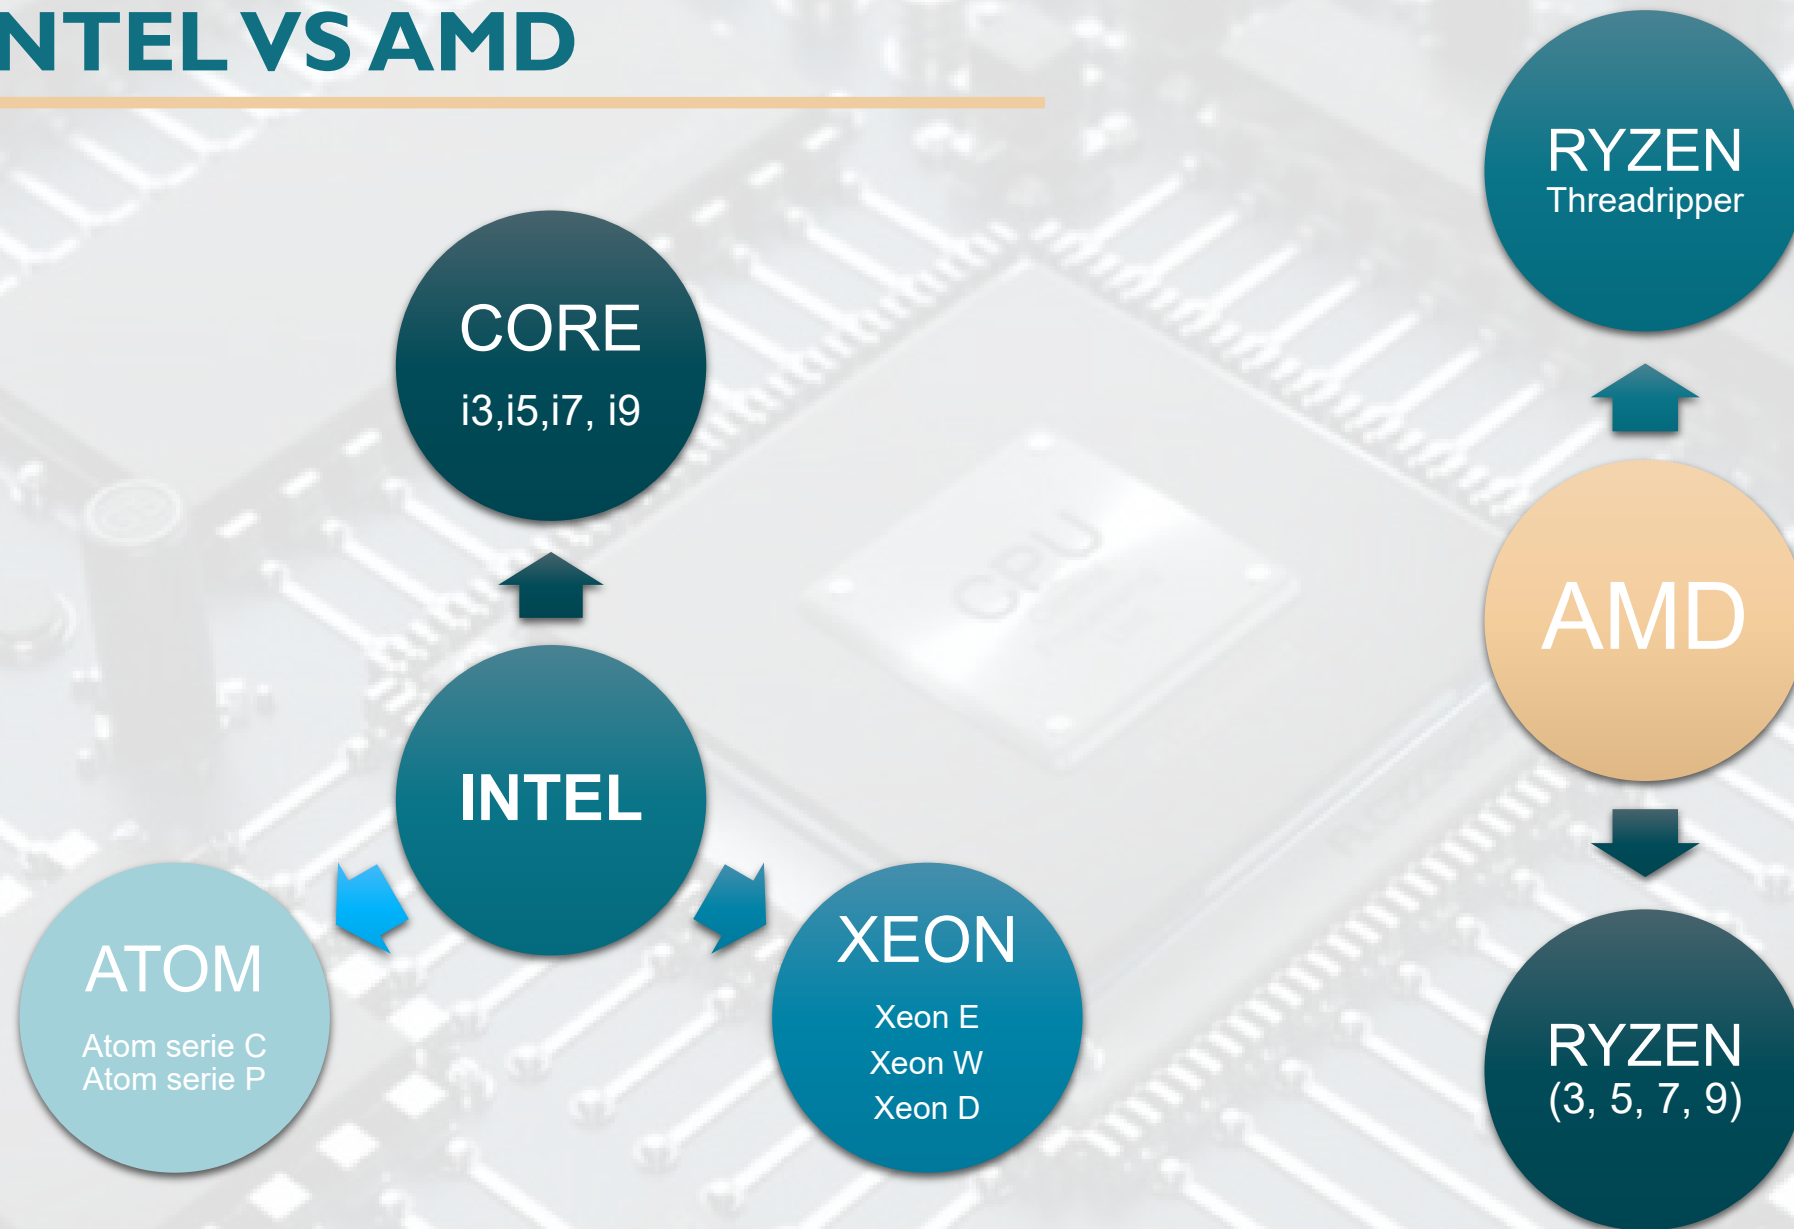 NTEL VS AMD
CORE
i3,i5,i7, i9
INTEL
ATOM
Atom serie C
Atom serie P
XEON
Xeon E
Xeon W
Xeon D
CPU
RYZEN
Threadripper
AMD
RYZEN
(3, 5, 7, 9)